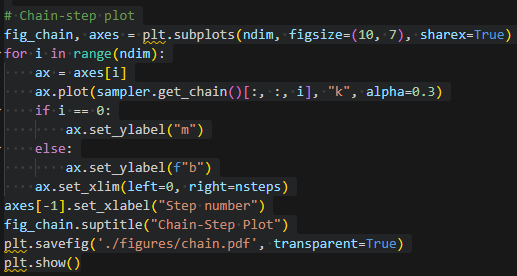 # Chain-step plot
fig_chain, axes = plt.subplots(ndim, figsize=(10, 7), sharex=True)
for i in range(ndim):
    ax = axes[i]
    ax.plot(sampler.get_chain()[:, :, i], "k", alpha=0.3)
    if i == 0:
        ax.set_ylabel("m")
    else:
        ax.set_ylabel(f"b")
    ax.set_xlim(left=0, right=nsteps)
axes[-1].set_xlabel("Step number")
fig_chain.suptitle("Chain-Step Plot")
plt.savefig('./figures/chain.pdf', transparent=True)
plt.show()